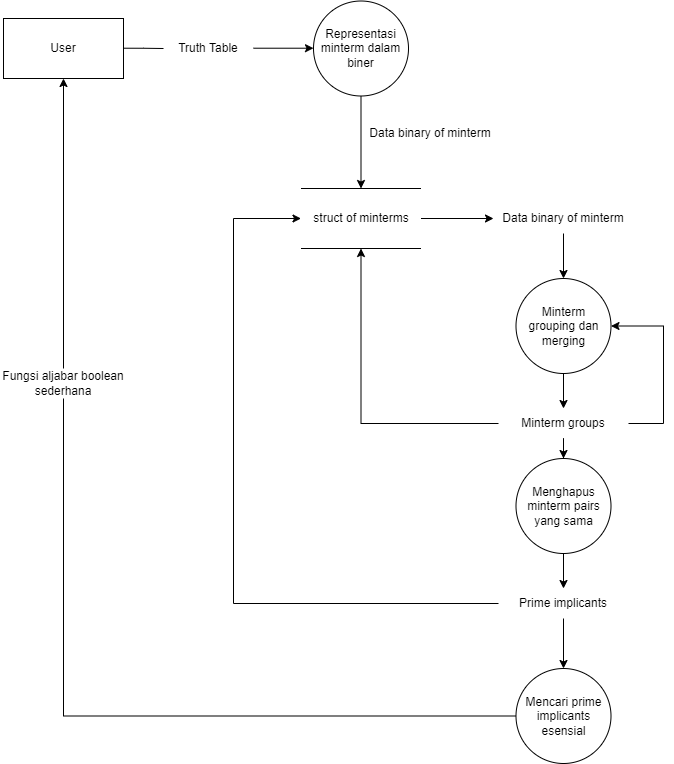 User
Truth Table
Representasi
minterm dalam
biner
Data binary of minterm
struct of minterms
Data binary of minterm
Minterm
grouping dan
merging
Fungsi aljabar boolean
sederhana
Minterm groups
Menghapus
minterm pairs
yang sama
Prime implicants
Mencari prime
implicants
esensial